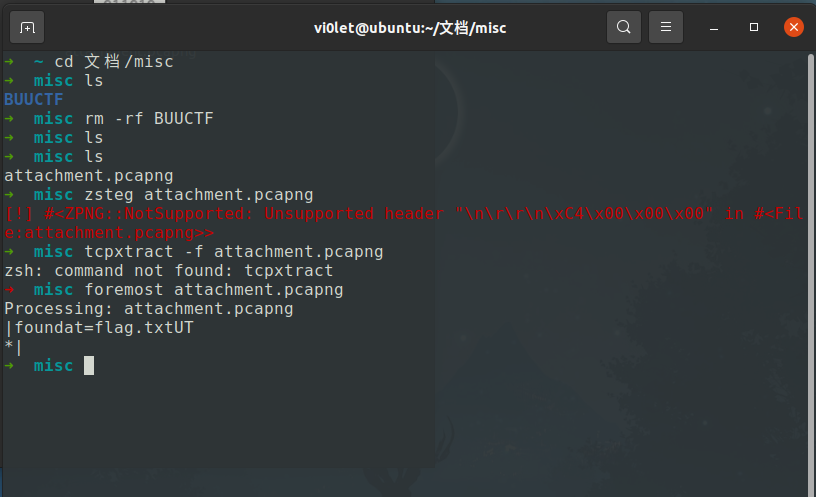 vi0let@ubuntu:~/文档/misc
→ ~ cd 文档/misc
→ misc ls
BUUCTF
→ misc rm -rf BUUCTF
→ misc ls
→ misc ls
attachment.pcapng
→ misc zsteg attachment.pcapng
[!] #<ZPNG::NotSupported: Unsupported header "\n\r\r\n\xC4\x00\x00\x00" in #<Fil
e:attachment.pcapng>>
→ misc tcpxtract -f attachment.pcapng
zsh: command not found: tcpxtract
→ misc foremost attachment.pcapng
Processing: attachment.pcapng
|foundat=flag.txtUT
*|
→ misc